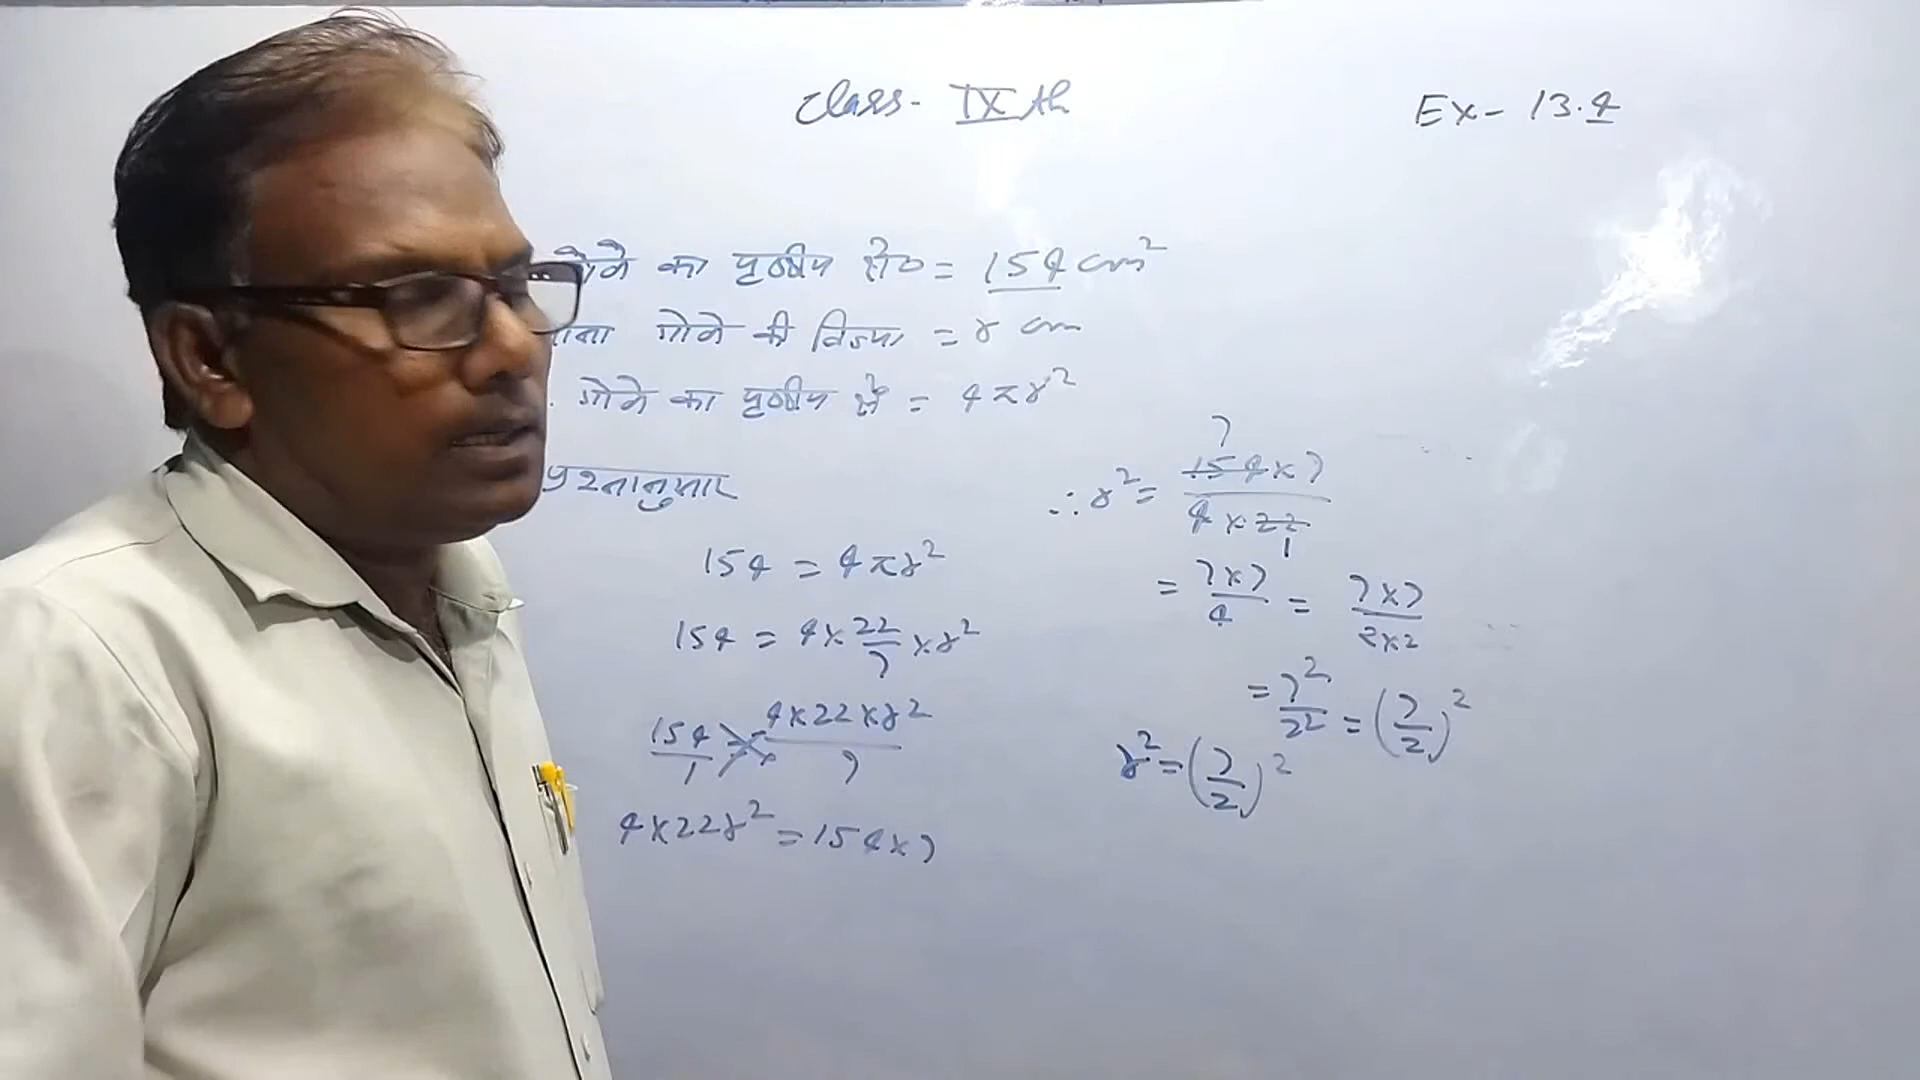 Class - IX th
Ex - 13.4
गोले का पृष्ठीय क्षे० = 154 cm²
माना गोले की त्रिज्या = r cm
. गोले का पृष्ठीय क्षे० = 4πr²
प्रश्नानुसार
154 = 4πr²
154 = 4 × 22/7 × r²
154/1 = 4×22×r²/7
4×22r² = 154×7
7
∴ r² = 154×7/4×22
1
= 7×7/4 = 7×7/2×2
= 7²/2² = (7/2)²
r² = (7/2)²